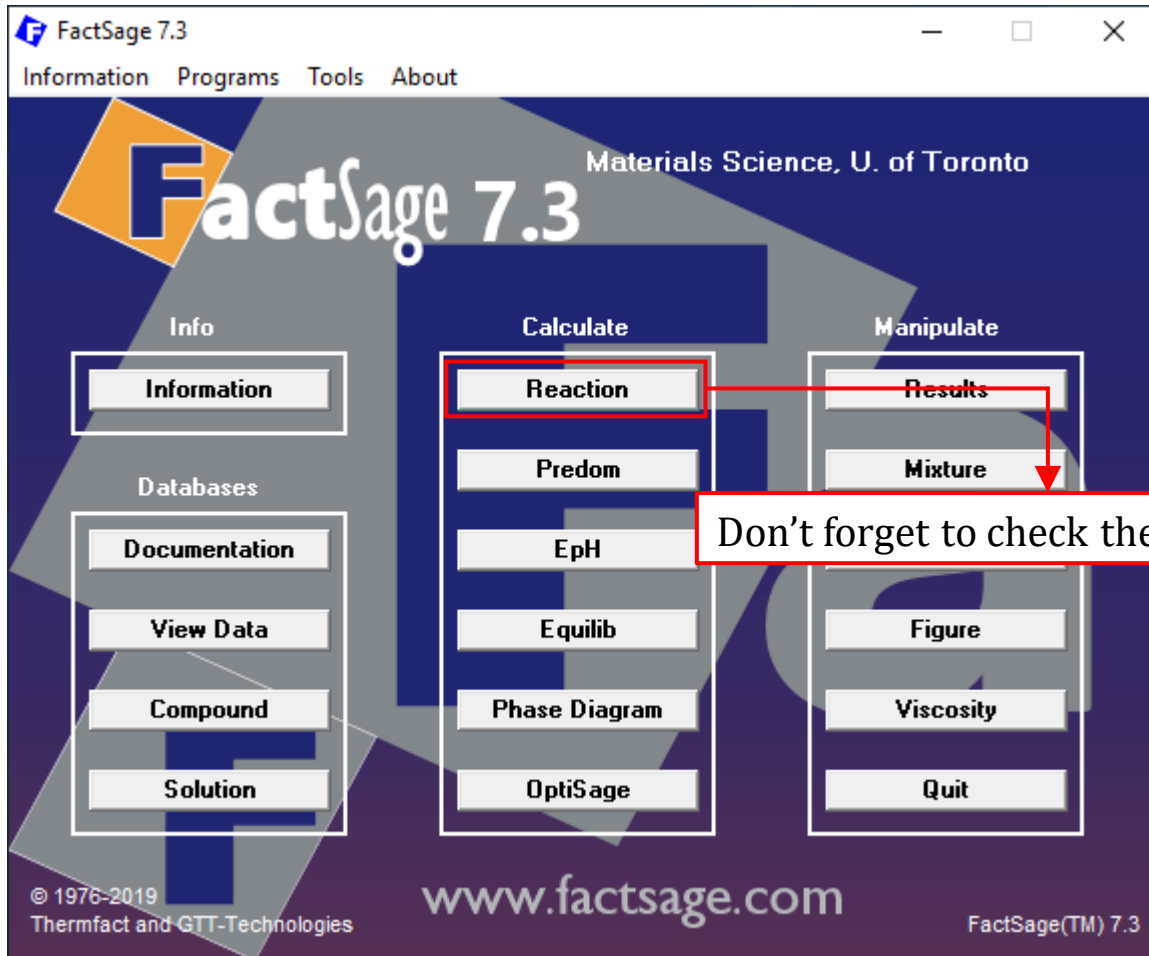 FactSage 7.3
Information Programs Tools About
FactSage 7.3
Materials Science, U. of Toronto
Info
Information
Databases
Documentation
View Data
Compound
Solution
Calculate
Reaction
Predom
EpH
Equilib
Phase Diagram
OptiSage
Manipulate
Results
Mixture
Don’t forget to check the
Figure
Viscosity
Quit
© 1976-2019
Thermfact and GTT-Technologies
www.factsage.com
FactSage(TM) 7.3